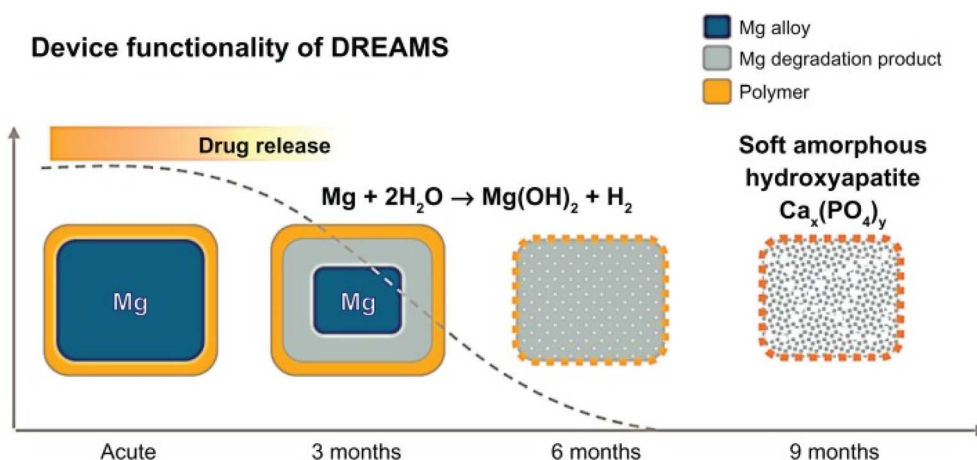 Device functionality of DREAMS
Mg alloy
Mg degradation product
Polymer
Drug release
Mg + 2H₂O → Mg(OH)₂ + H₂
Soft amorphous
hydroxyapatite
Caₓ(PO₄)ᵧ
Mg
Mg
Acute
3 months
6 months
9 months